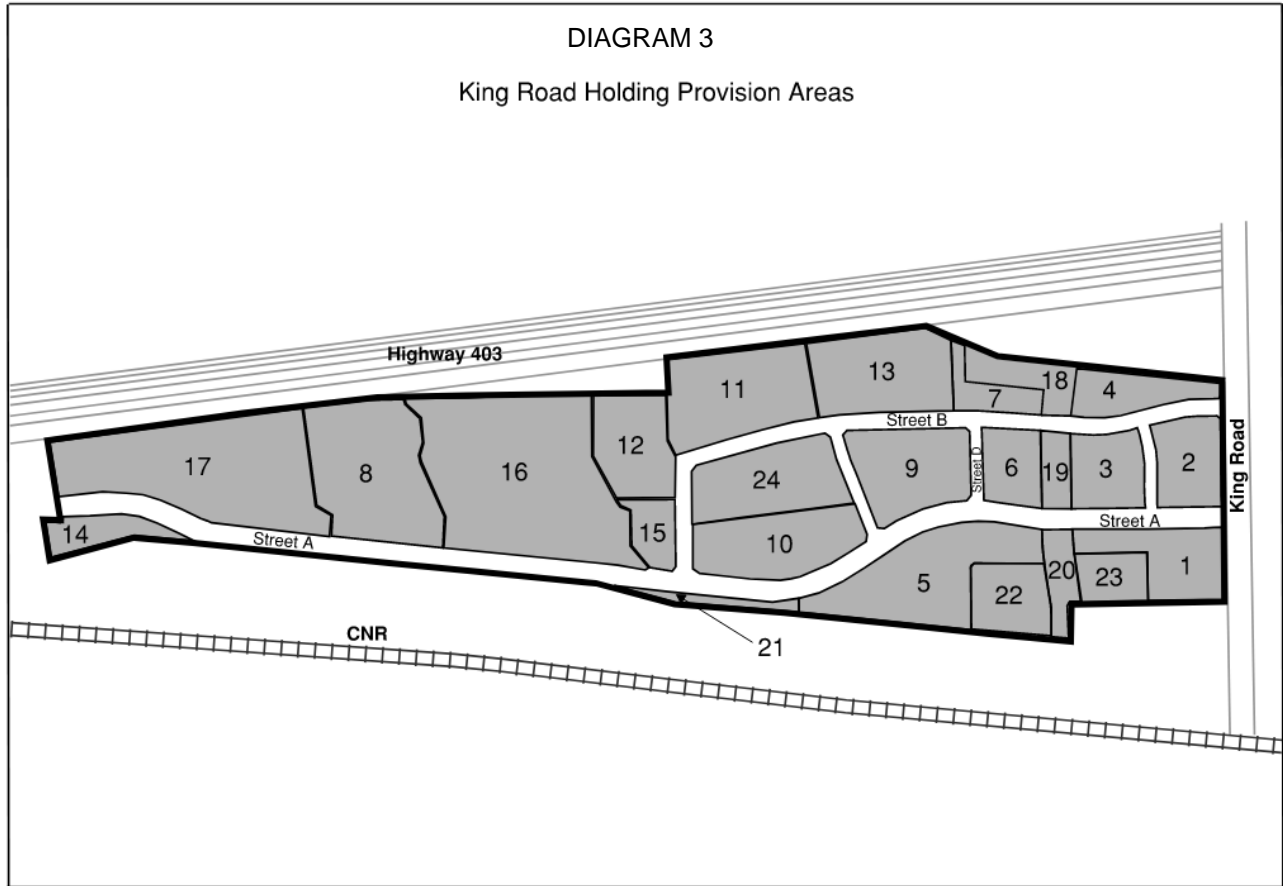 DIAGRAM 3
King Road Holding Provision Areas
Highway 403
11
13
18
7
4
12
Street B
17
8
16
24
9
Street D
6
19
3
2
King Road
14
Street A
15
10
Street A
5
22
20
23
1
21
CNR